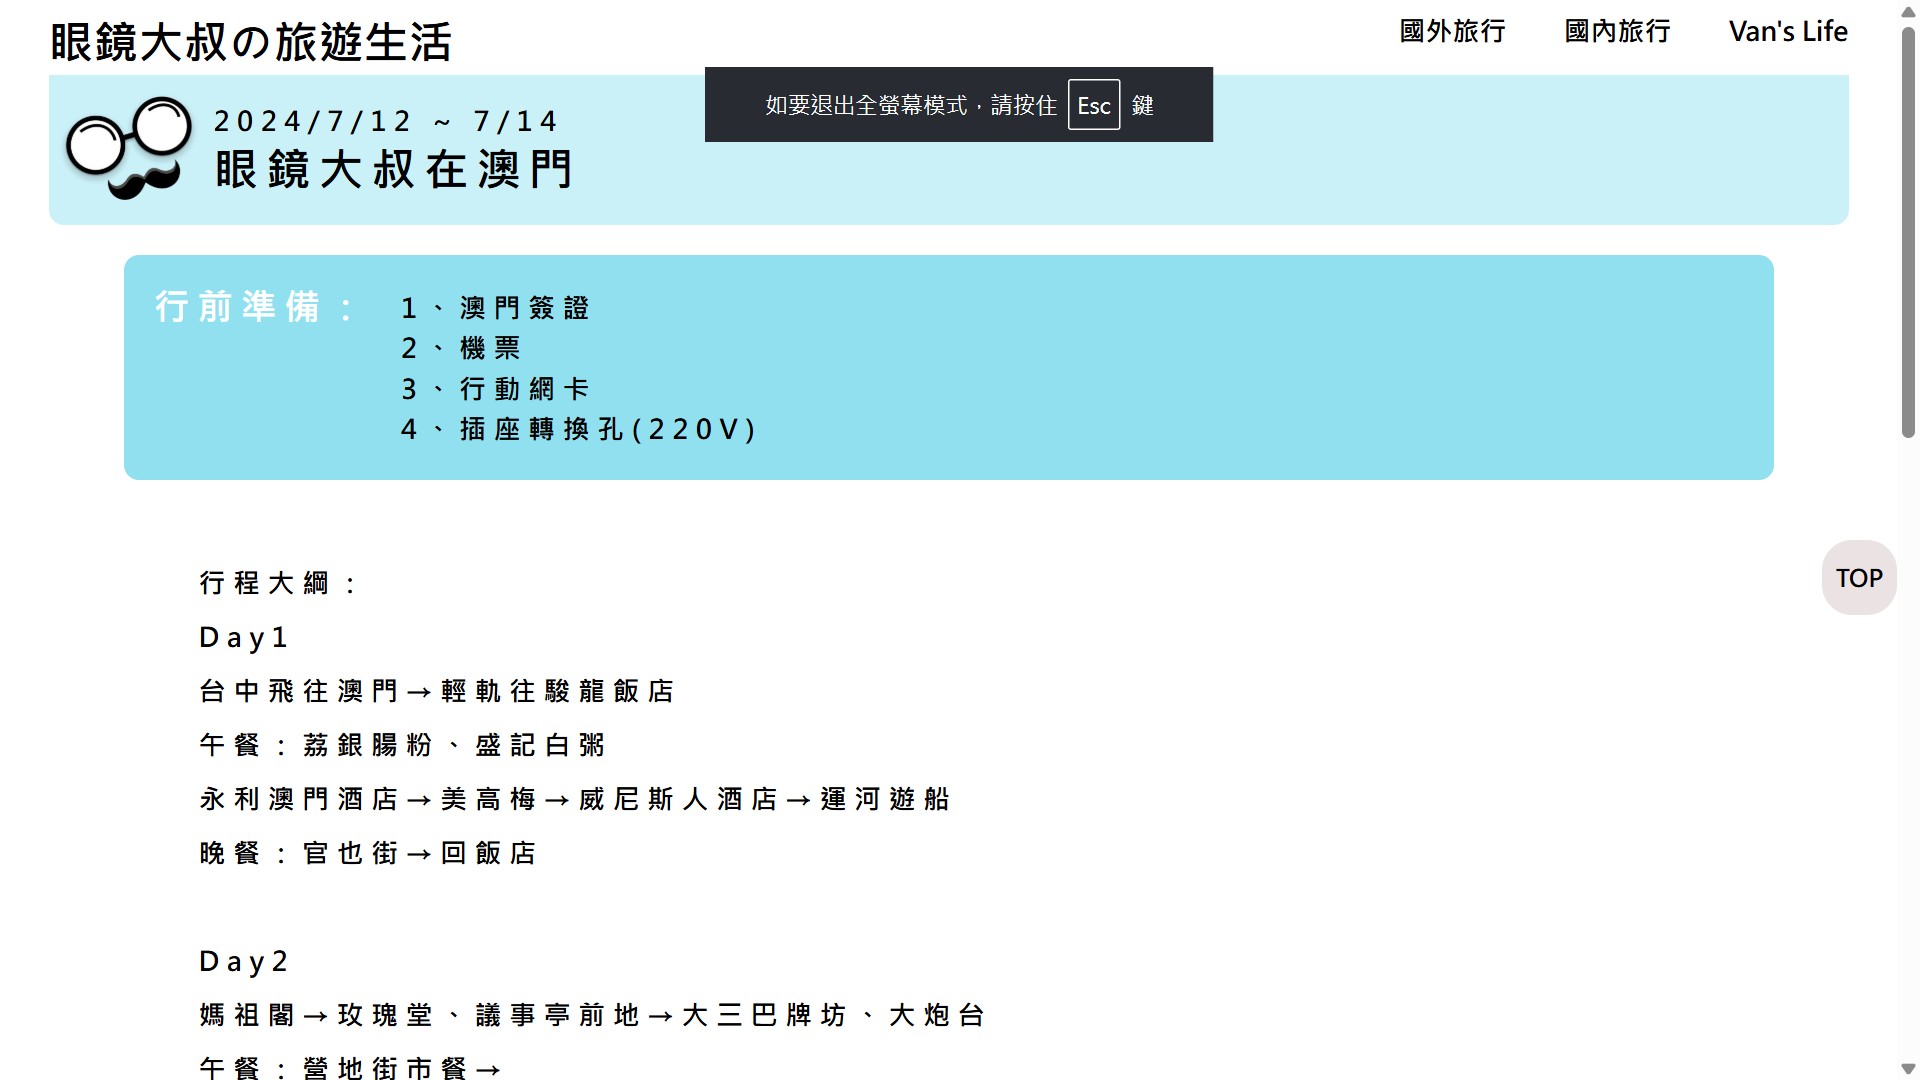 眼鏡大叔の旅遊生活
國外旅行
國內旅行
Van's Life
如要退出全螢幕模式，請按住 Esc 鍵
2024/7/12 ~ 7/14
眼鏡大叔在澳門
行前準備：
1、澳門簽證
2、機票
3、行動網卡
4、插座轉換孔(220V)
TOP
行程大綱：
Day1
台中飛往澳門→輕軌往駿龍飯店
午餐：荔銀腸粉、盛記白粥
永利澳門酒店→美高梅→威尼斯人酒店→運河遊船
晚餐：官也街→回飯店
Day2
媽祖閣→玫瑰堂、議事亭前地→大三巴牌坊、大炮台
午餐：營地街市餐→